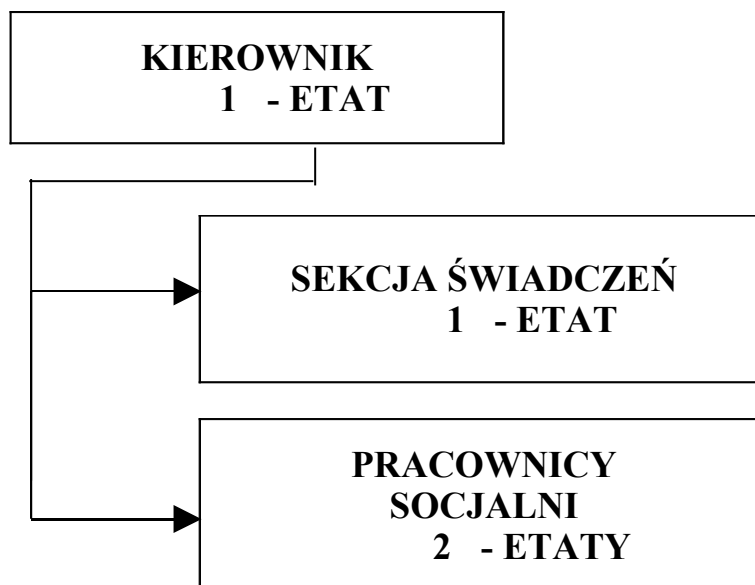 KIEROWNIK
1 - ETAT
SEKCJA ŚWIADCZEŃ
1 - ETAT
PRACOWNICY
SOCJALNI
2 - ETATY